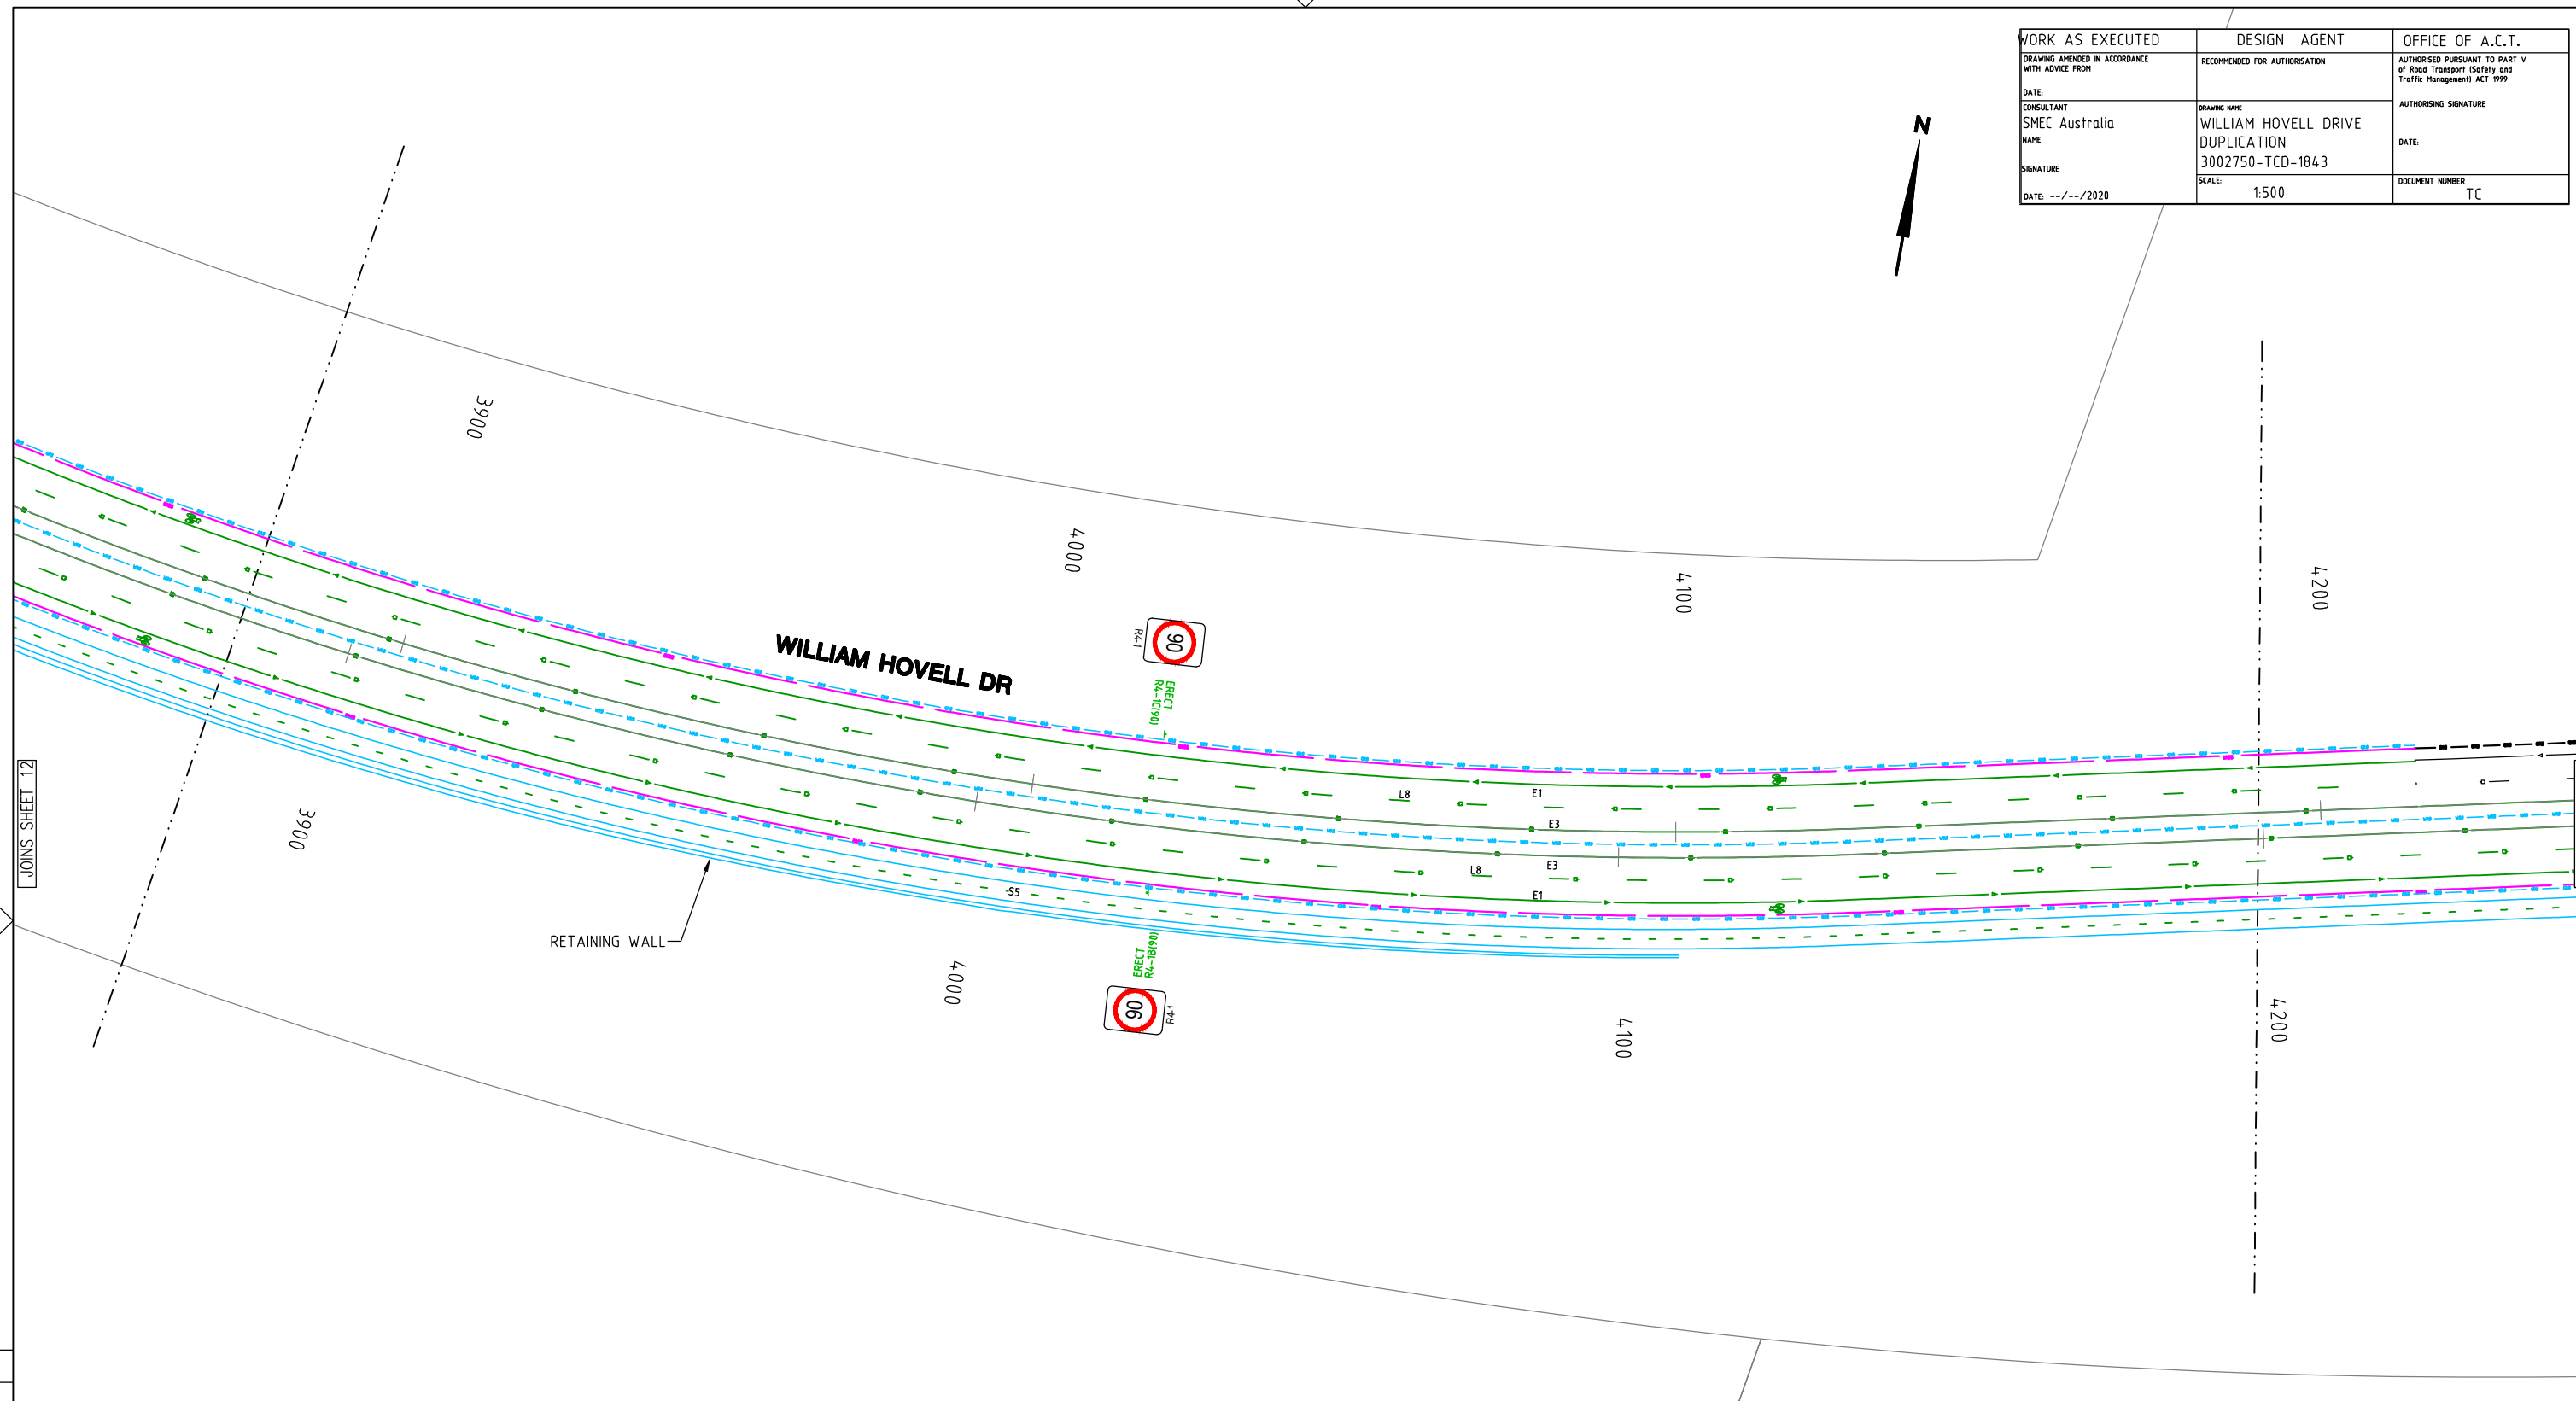 WORK AS EXECUTED
DESIGN AGENT
OFFICE OF A.C.T.
DRAWING AMENDED IN ACCORDANCE
WITH ADVICE FROM
DATE:
RECOMMENDED FOR AUTHORISATION
AUTHORISED PURSUANT TO PART V
of Road Transport (Safety and
Traffic Management) ACT 1999
AUTHORISING SIGNATURE
DATE:
CONSULTANT
SMEC Australia
NAME
SIGNATURE
DATE: --/--/2020
DRAWING NAME
WILLIAM HOVELL DRIVE
DUPLICATION
3002750-TCD-1843
SCALE:
1:500
DOCUMENT NUMBER
TC
N
3900
4000
4100
4200
90
R4-1
ERECT
R4-1C(90)
WILLIAM HOVELL DR
JOINS SHEET 12
L8
E1
E3
L8
E3
E1
S5
RETAINING WALL
3900
4000
4100
4200
ERECT
R4-1B(90)
90
R4-1